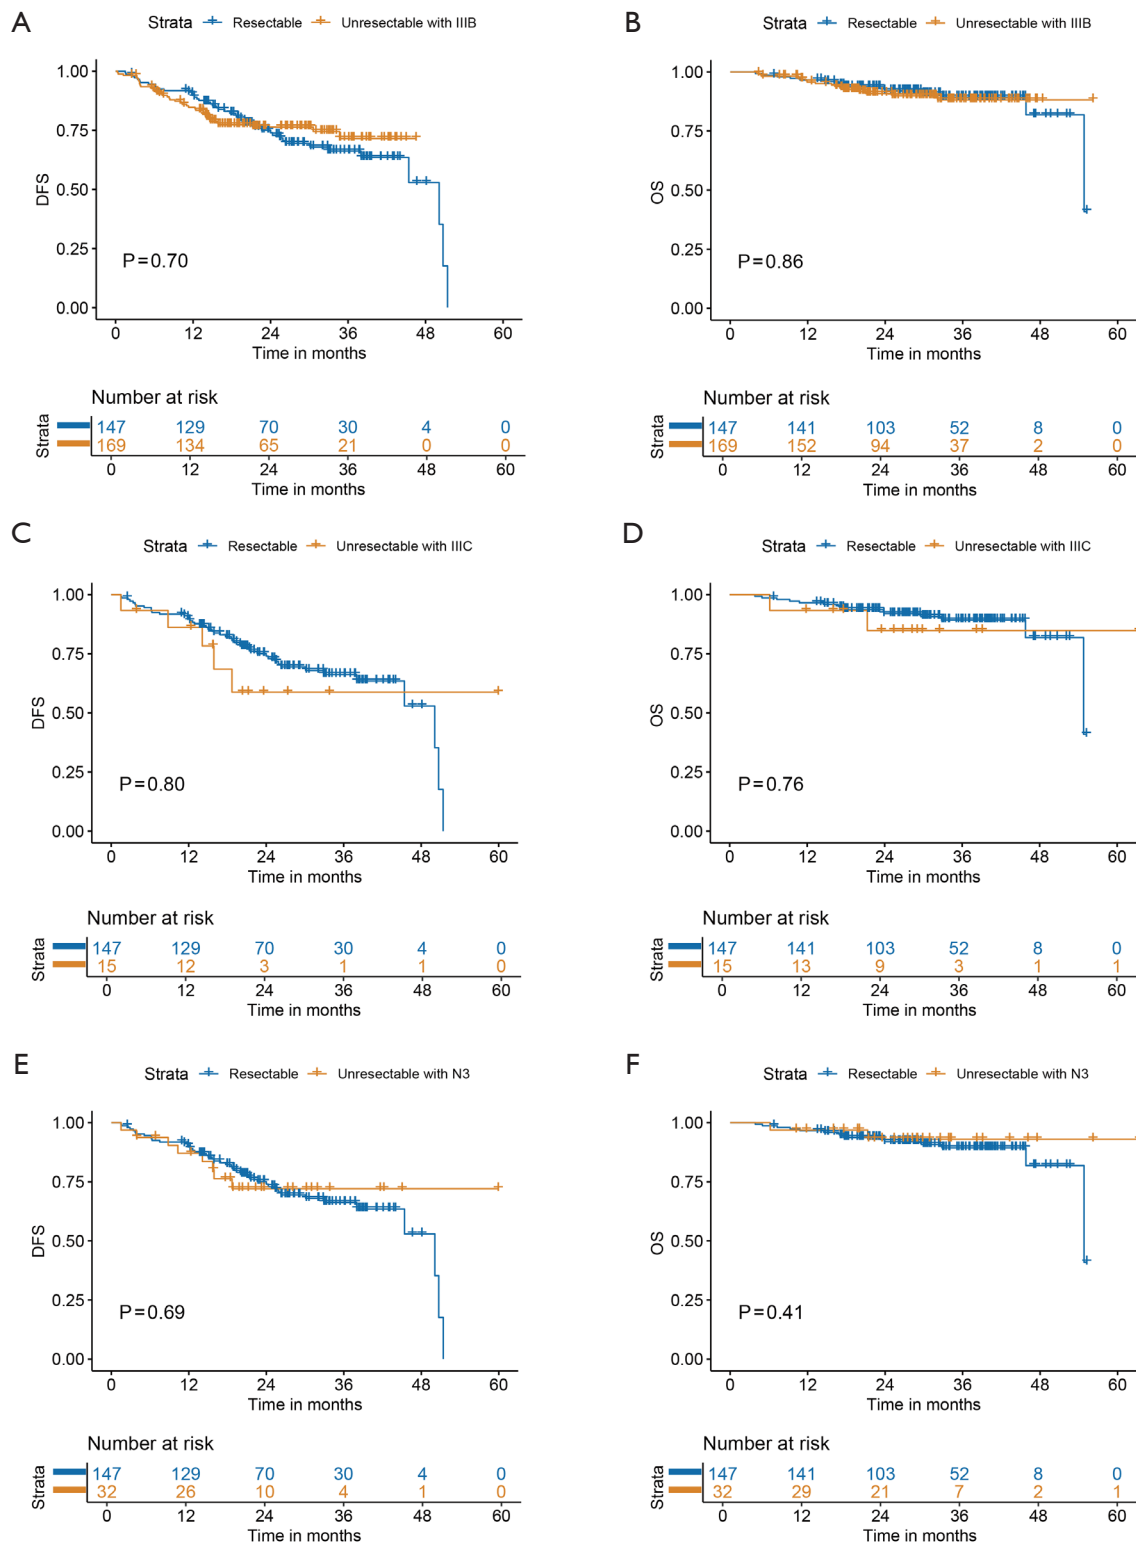 A
Strata Resectable Unresectable with IIIB
1.00
0.75
0.50
0.25
0.00
DFS
P=0.70
0 12 24 36 48 60
Time in months
Number at risk
Strata
147 129 70 30 4 0
169 134 65 21 0 0
0 12 24 36 48 60
Time in months
B
Strata Resectable Unresectable with IIIB
1.00
0.75
0.50
0.25
0.00
OS
P=0.86
0 12 24 36 48 60
Time in months
Number at risk
Strata
147 141 103 52 8 0
169 152 94 37 2 0
0 12 24 36 48 60
Time in months
C
Strata Resectable Unresectable with IIIC
1.00
0.75
0.50
0.25
0.00
DFS
P=0.80
0 12 24 36 48 60
Time in months
Number at risk
Strata
147 129 70 30 4 0
15 12 3 1 1 0
0 12 24 36 48 60
Time in months
D
Strata Resectable Unresectable with IIIC
1.00
0.75
0.50
0.25
0.00
OS
P=0.76
0 12 24 36 48 60
Time in months
Number at risk
Strata
147 141 103 52 8 0
15 13 9 3 1 1
0 12 24 36 48 60
Time in months
E
Strata Resectable Unresectable with N3
1.00
0.75
0.50
0.25
0.00
DFS
P=0.69
0 12 24 36 48 60
Time in months
Number at risk
Strata
147 129 70 30 4 0
32 26 10 4 1 0
0 12 24 36 48 60
Time in months
F
Strata Resectable Unresectable with N3
1.00
0.75
0.50
0.25
0.00
OS
P=0.41
0 12 24 36 48 60
Time in months
Number at risk
Strata
147 141 103 52 8 0
32 29 21 7 2 1
0 12 24 36 48 60
Time in months